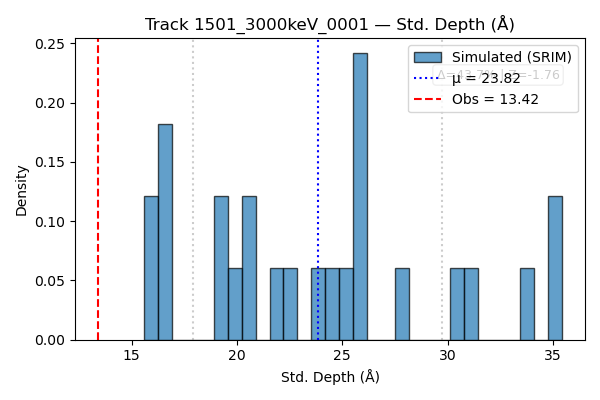 Track 1501_3000keV_0001 — Std. Depth (Å)
Density
0.25
0.20
0.15
0.10
0.05
0.00
Simulated (SRIM)
μ = 23.82
Obs = 13.42
15
20
25
30
35
Std. Depth (Å)